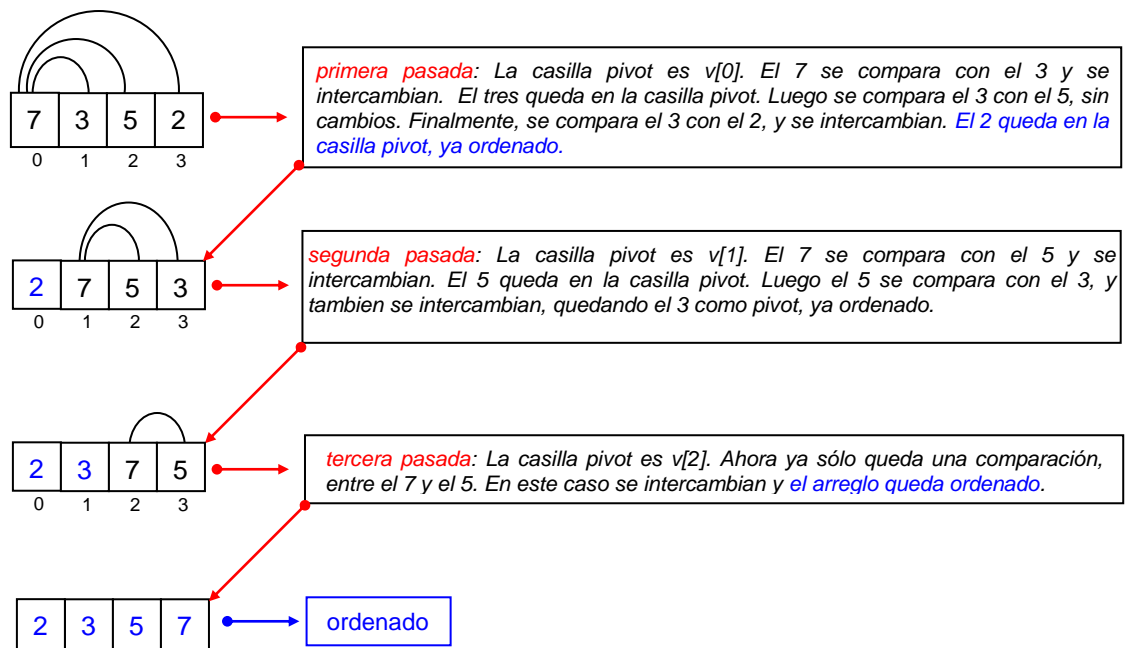 primera pasada: La casilla pivot es v[0]. El 7 se compara con el 3 y se
intercambian. El tres queda en la casilla pivot. Luego se compara el 3 con el 5, sin
cambios. Finalmente, se compara el 3 con el 2, y se intercambian. El 2 queda en la
casilla pivot, ya ordenado.
7 3 5 2
0 1 2 3
segunda pasada: La casilla pivot es v[1]. El 7 se compara con el 5 y se
intercambian. El 5 queda en la casilla pivot. Luego el 5 se compara con el 3, y
tambien se intercambian, quedando el 3 como pivot, ya ordenado.
2 7 5 3
0 1 2 3
tercera pasada: La casilla pivot es v[2]. Ahora ya sólo queda una comparación,
entre el 7 y el 5. En este caso se intercambian y el arreglo queda ordenado.
2 3 7 5
0 1 2 3
2 3 5 7
ordenado